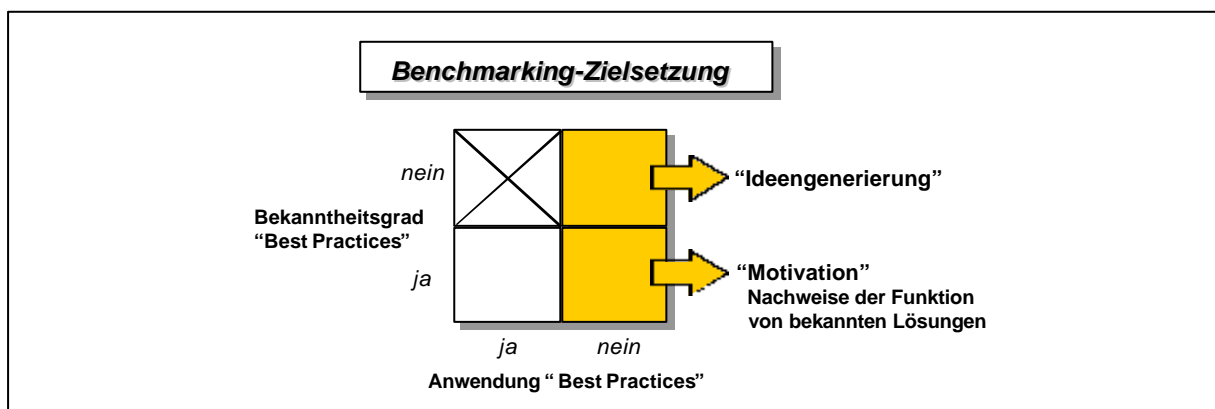 Benchmarking-Zielsetzung
nein
“Ideengenerierung”
Bekanntheitsgrad
“Best Practices”
ja
“Motivation”
Nachweise der Funktion
von bekannten Lösungen
ja nein
Anwendung “ Best Practices”